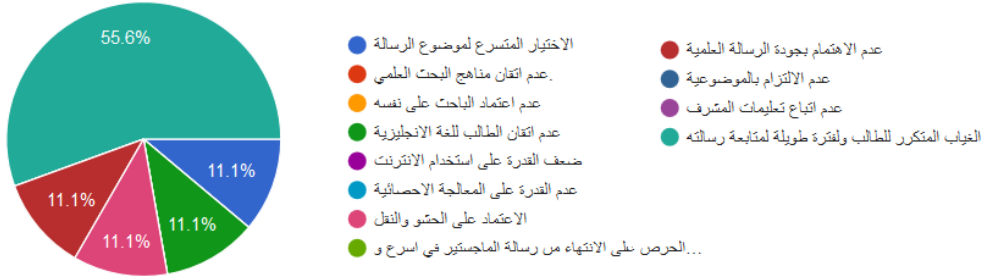 55.6%
11.1%
11.1%
11.1%
11.1%
الاختيار المتسرع لموضوع الرسالة
عدم اتقان مناهج البحث العلمي.
عدم اعتماد الباحث على نفسه
عدم اتقان الطالب للغة الانجليزية
ضعف القدرة على استخدام الانترنت
عدم القدرة على المعالجة الاحصائية
الاعتماد على الحشو والنقل
الحرص على الانتهاء من رسالة الماجستير في اسرع و...
عدم الاهتمام بجودة الرسالة العلمية
عدم الالتزام بالموضوعية
عدم اتباع تعليمات المشرف
الغياب المتكرر للطالب ولفترة طويلة لمتابعة رسالته